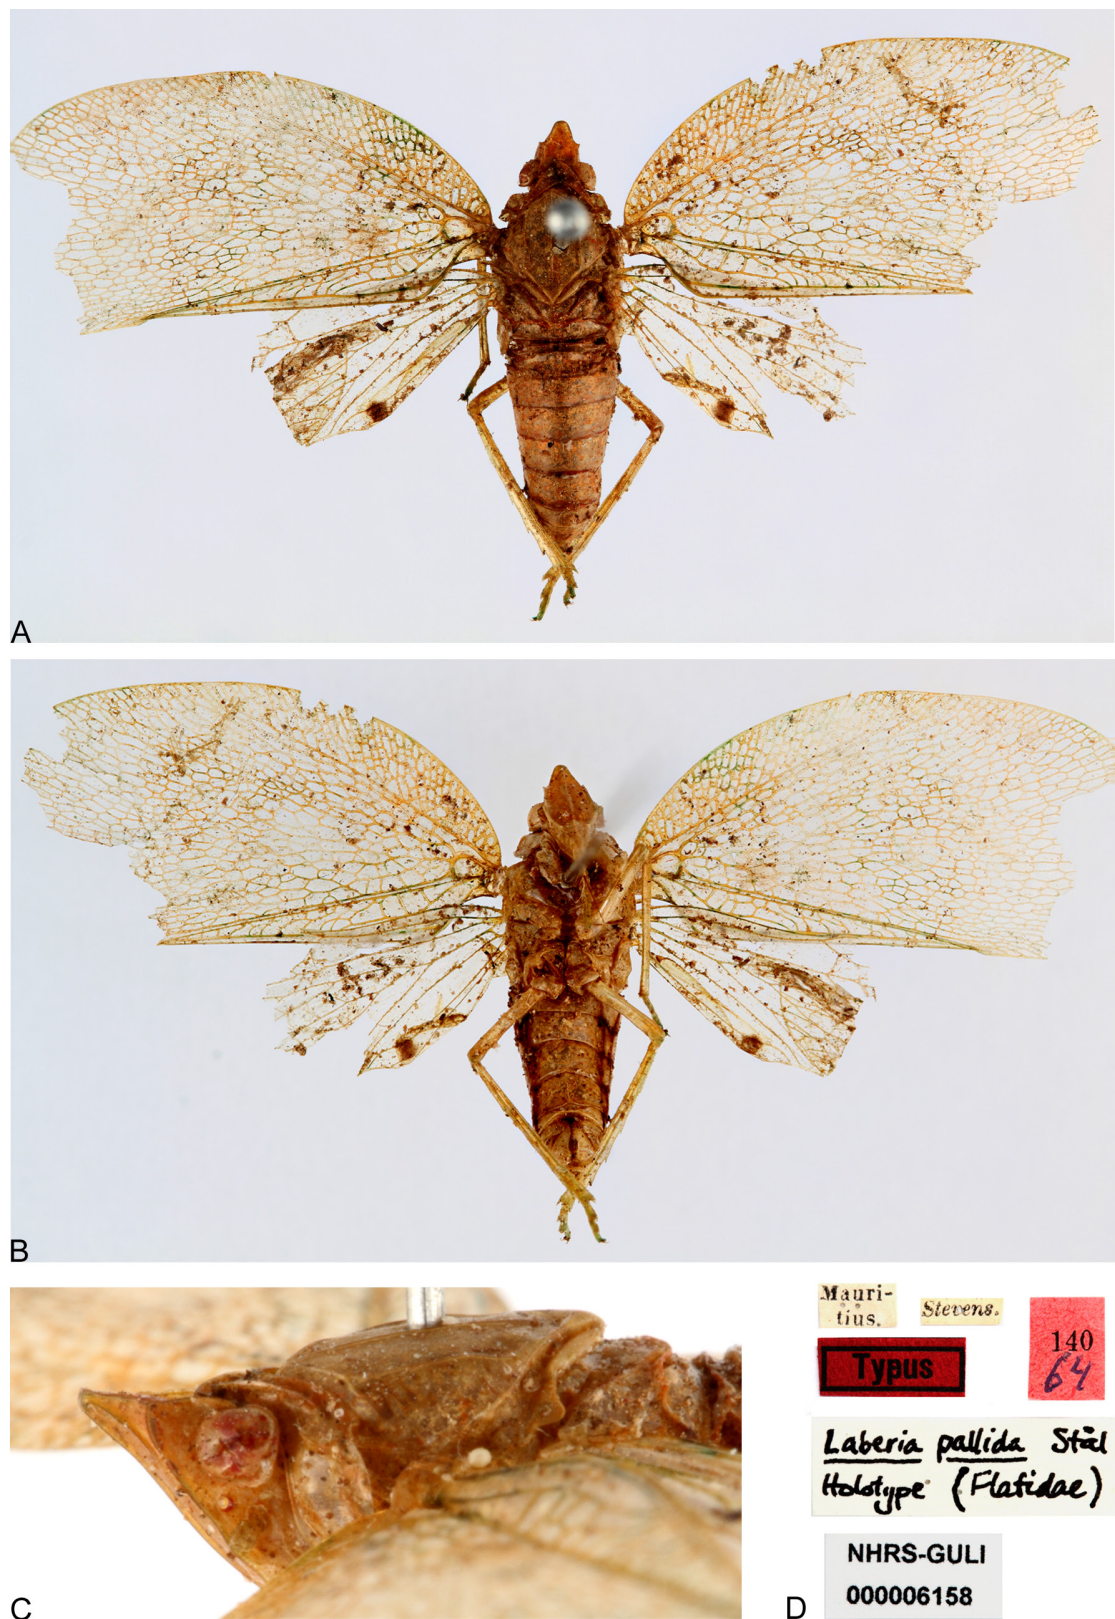 A
B
C
D
Mauri-
tius.
Stevens.
Typus
140
64
Laberia pallida Stål
Holotype (Flatidae)
NHRS-GULI
000006158